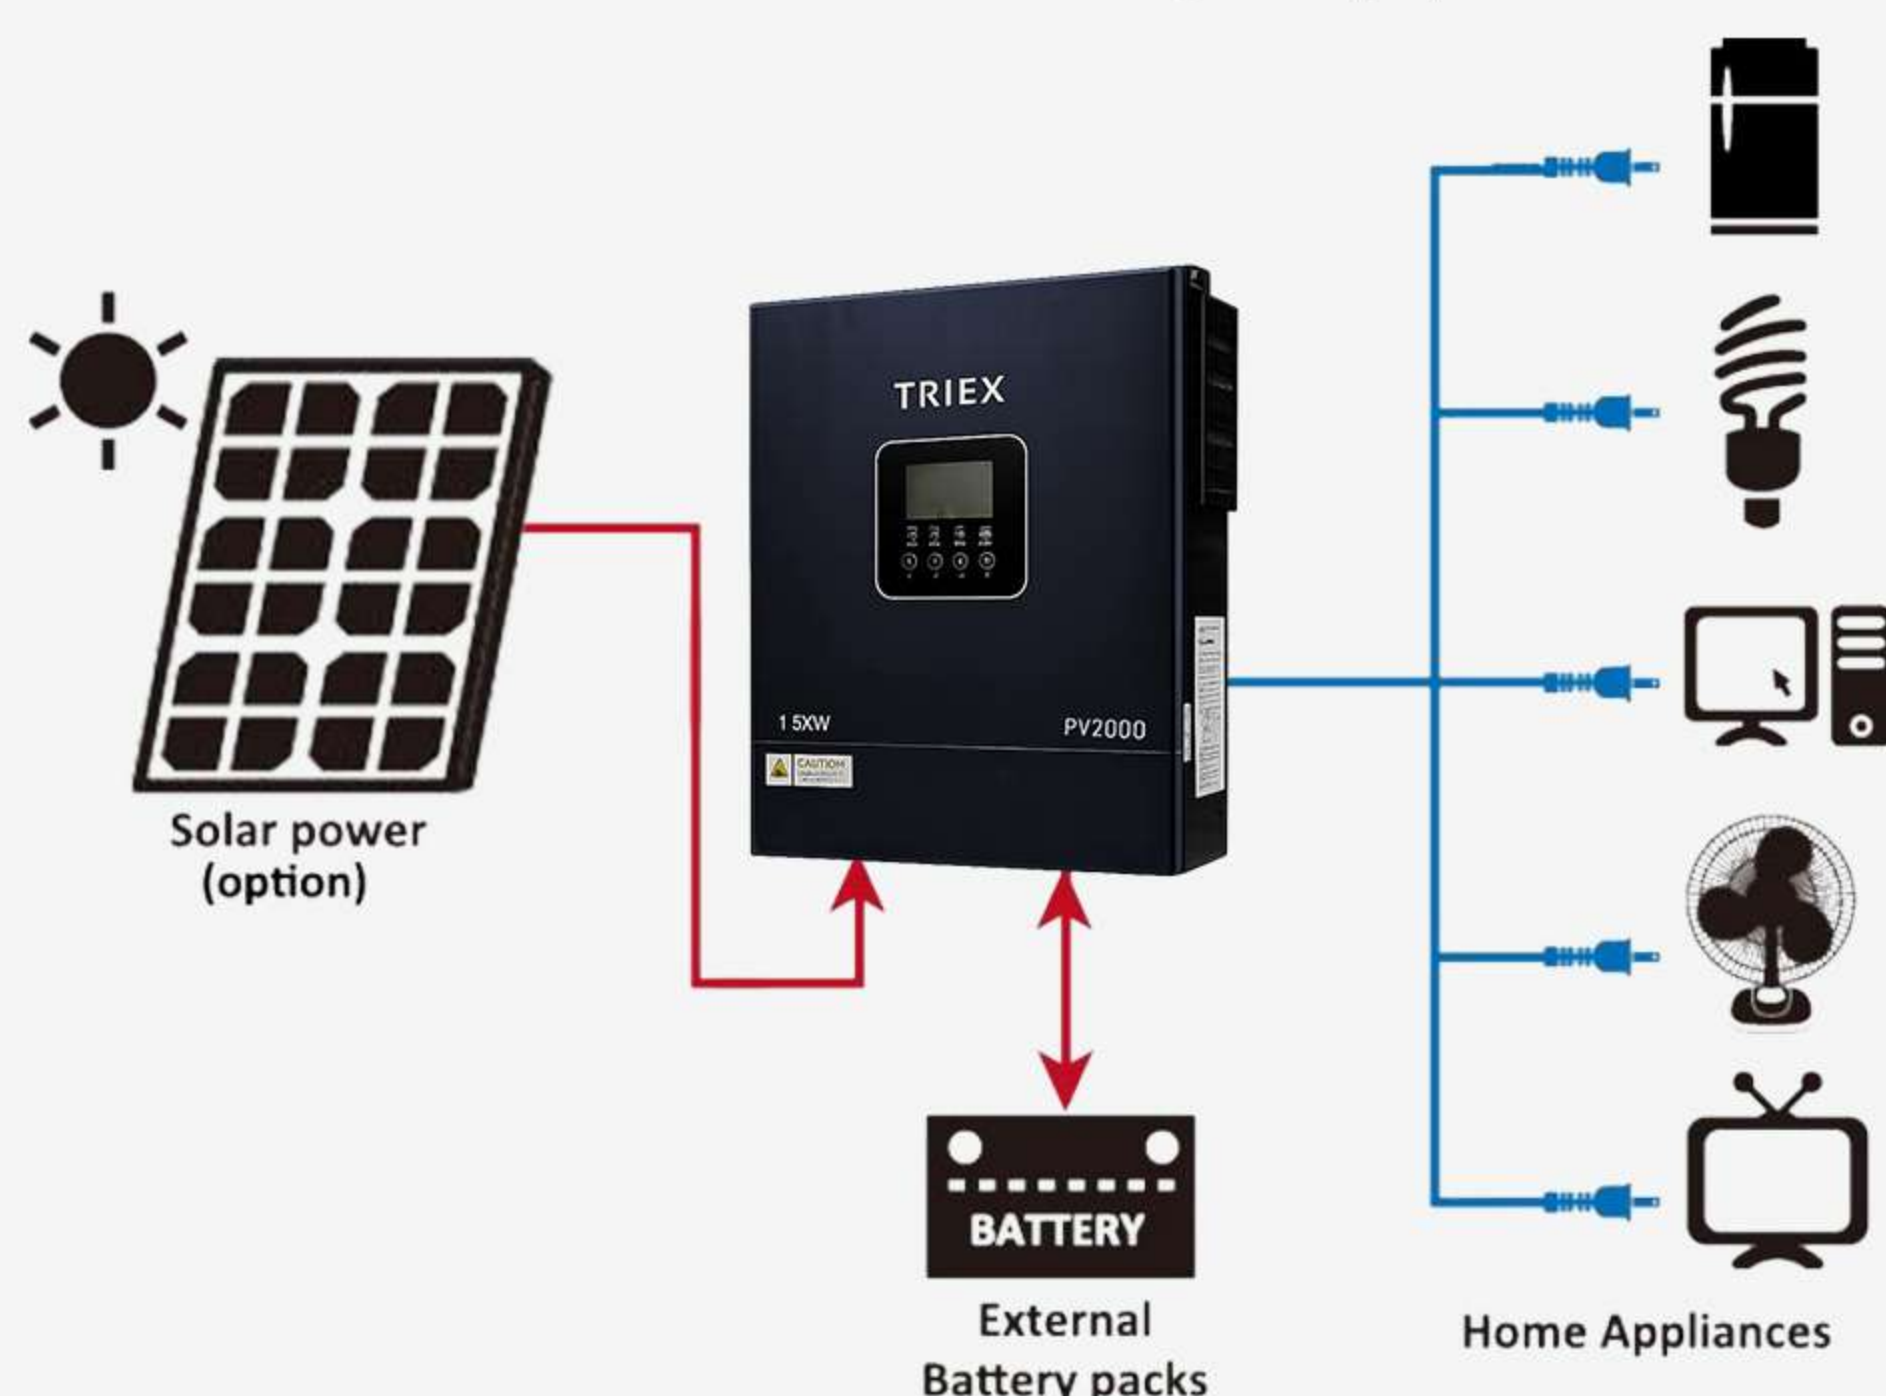 TRIEX
1 5XW
PV2000
CAUTION
Solar power
(option)
BATTERY
External
Battery packs
Home Appliances